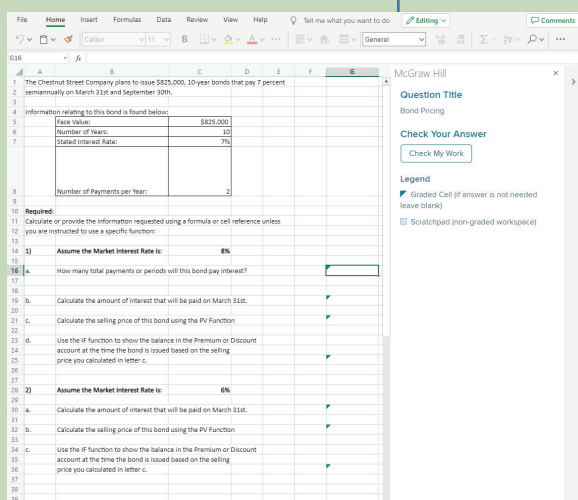 File Home Insert Formulas Data Review View Help Tell me what you want to do Editing Comments
Calibri 11 B A General
G16 fx
A B C D E F G
1 The Chestnut Street Company plans to issue $825,000, 10-year bonds that pay 7 percent
2 semiannually on March 31st and September 30th.
3
4 Information relating to this bond is found below:
5 Face Value: $825,000
6 Number of Years: 10
7 Stated Interest Rate: 7%
8 Number of Payments per Year: 2
9
10 Required:
11 Calculate or provide the information requested using a formula or cell reference unless
12 you are instructed to use a specific function:
13
14 1) Assume the Market Interest Rate is: 8%
15
16 a. How many total payments or periods will this bond pay interest?
17
18
19 b. Calculate the amount of interest that will be paid on March 31st.
20
21 c. Calculate the selling price of this bond using the PV Function
22
23 d. Use the IF function to show the balance in the Premium or Discount
24 account at the time the bond is issued based on the selling
25 price you calculated in letter c.
26
27
28 2) Assume the Market Interest Rate is: 6%
29
30 a. Calculate the amount of interest that will be paid on March 31st.
31
32 b. Calculate the selling price of this bond using the PV Function
33
34 c. Use the IF function to show the balance in the Premium or Discount
35 account at the time the bond is issued based on the selling
36 price you calculated in letter c.
37
38
39
McGraw Hill
Question Title
Bond Pricing
Check Your Answer
Check My Work
Legend
Graded Cell (if answer is not needed
leave blank)
Scratchpad (non-graded workspace)